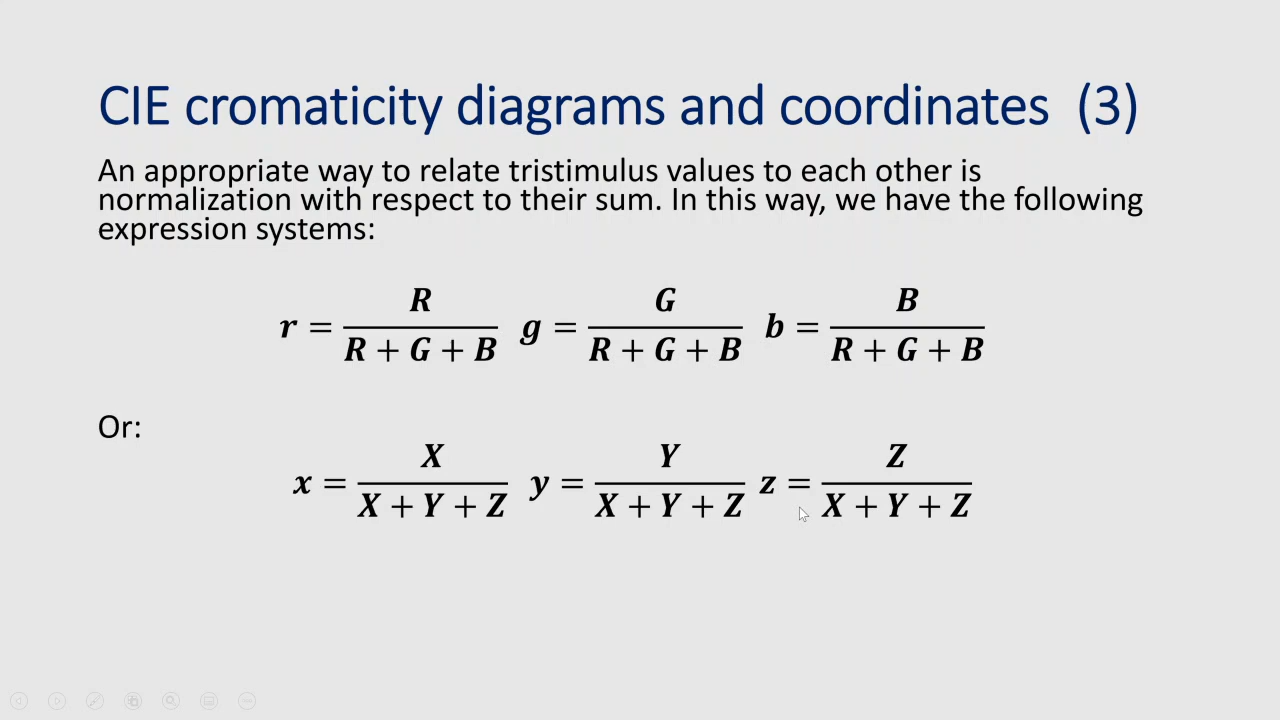 CIE cromaticity diagrams and coordinates (3)
An appropriate way to relate tristimulus values to each other is
normalization with respect to their sum. In this way, we have the following
expression systems:
r = R / (R + G + B) g = G / (R + G + B) b = B / (R + G + B)
Or:
x = X / (X + Y + Z) y = Y / (X + Y + Z) z = Z / (X + Y + Z)